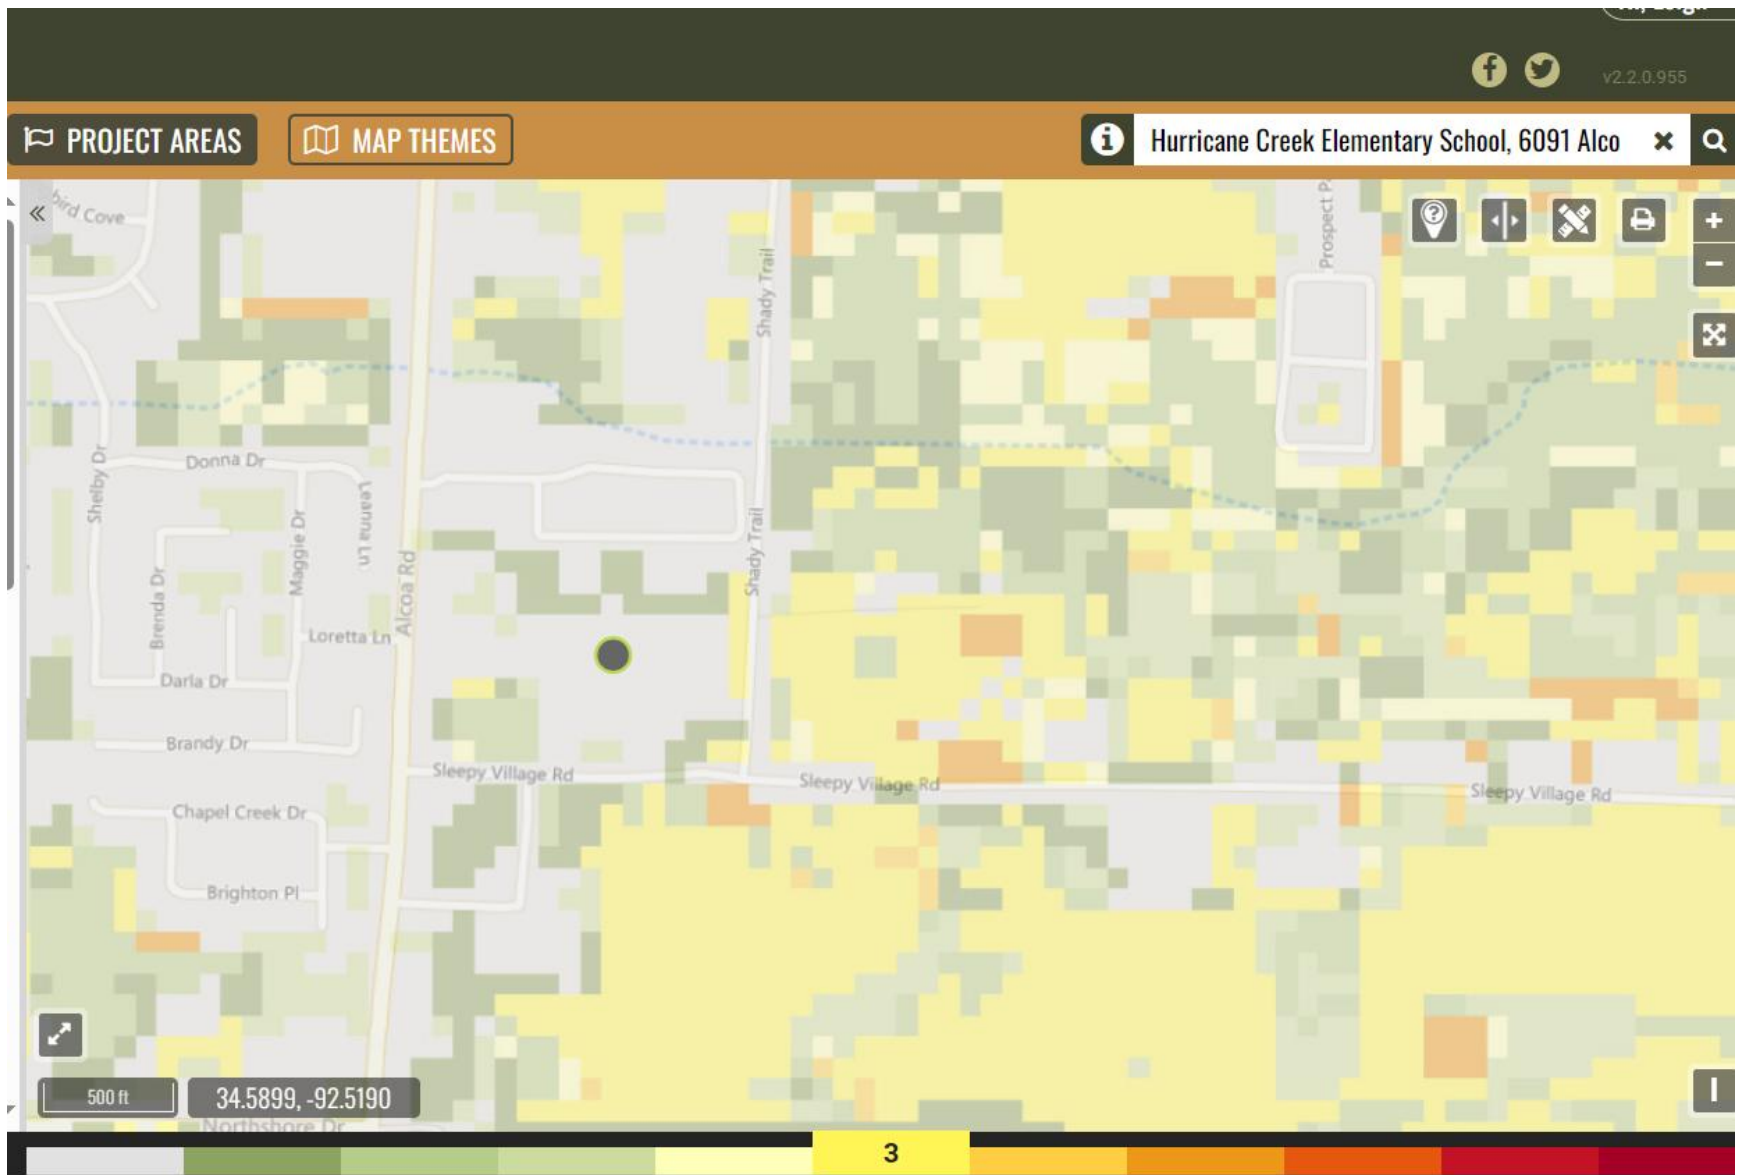 v2.2.0.955
PROJECT AREAS
MAP THEMES
Hurricane Creek Elementary School, 6091 Alco
bird Cove
Prospect
Shady Trail
Donna Dr
Shelby Dr
Leanna Ln
Maggie Dr
Shady Trail
Alcoa Rd
Brenda Dr
Loretta Ln
Darla Dr
Brandy Dr
Sleepy Village Rd
Sleepy Village Rd
Sleepy Village Rd
Chapel Creek Dr
Brighton Pl
500 ft
34.5899, -92.5190
Northshore Dr
3